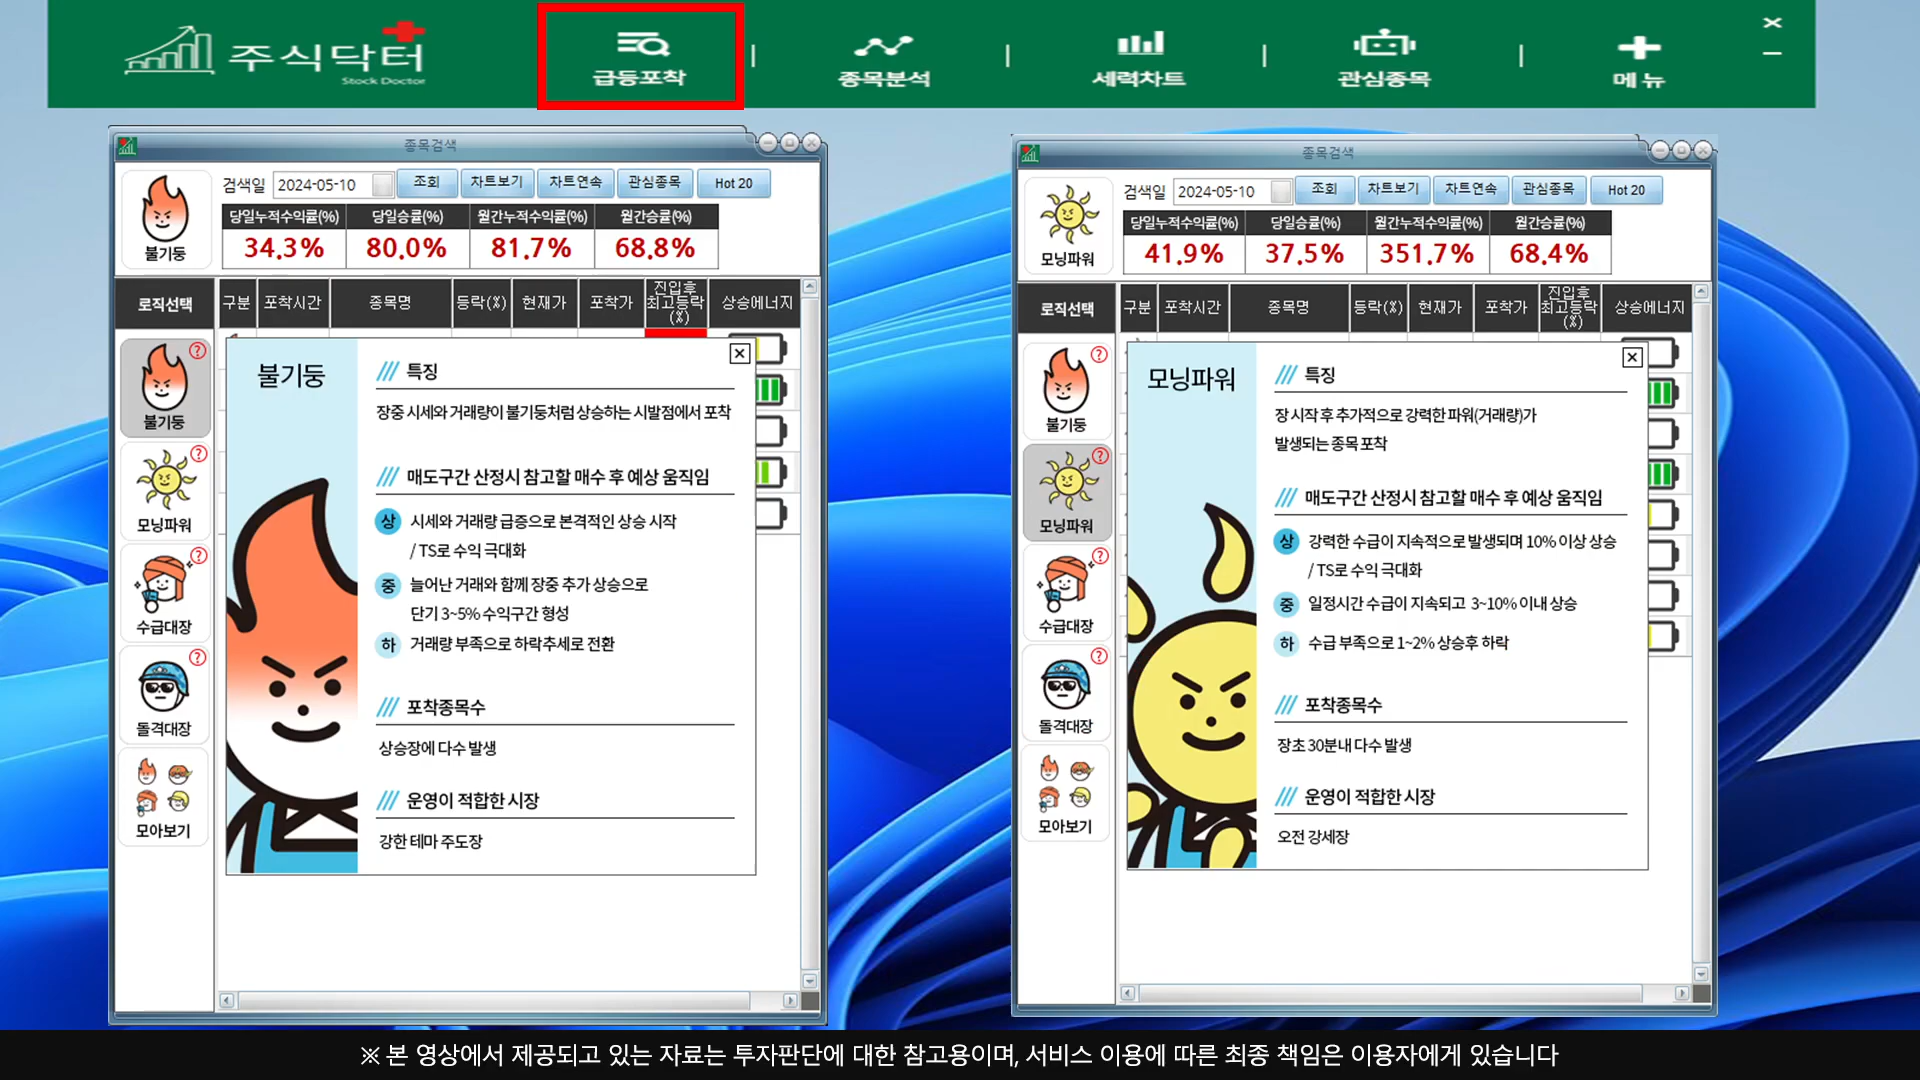 주식닥터
Stock Doctor
급등포착
종목분석
세력차트
관심종목
메뉴
종목검색
불기둥
검색일 2024-05-10 조회 차트보기 차트연속 관심종목 Hot 20
당일누적수익률(%) 당일승률(%) 월간누적수익률(%) 월간승률(%)
34.3% 80.0% 81.7% 68.8%
로직선택
구분 포착시간 종목명 등락(%) 현재가 포착가 진입후 최고등락 (%) 상승에너지
불기둥
모닝파워
수급대장
돌격대장
모아보기
불기둥
/// 특징
장중 시세와 거래량이 불기둥처럼 상승하는 시발점에서 포착
/// 매도구간 산정시 참고할 매수 후 예상 움직임
상 시세와 거래량 급증으로 본격적인 상승 시작
/ TS로 수익 극대화
중 늘어난 거래와 함께 장중 추가 상승으로
단기 3~5% 수익구간 형성
하 거래량 부족으로 하락추세로 전환
/// 포착종목수
상승장에 다수 발생
/// 운영이 적합한 시장
강한 테마 주도장
종목검색
모닝파워
검색일 2024-05-10 조회 차트보기 차트연속 관심종목 Hot 20
당일누적수익률(%) 당일승률(%) 월간누적수익률(%) 월간승률(%)
41.9% 37.5% 351.7% 68.4%
로직선택
구분 포착시간 종목명 등락(%) 현재가 포착가 진입후 최고등락 (%) 상승에너지
불기둥
모닝파워
수급대장
돌격대장
모아보기
모닝파워
/// 특징
장 시작 후 추가적으로 강력한 파워(거래량)가
발생되는 종목 포착
/// 매도구간 산정시 참고할 매수 후 예상 움직임
상 강력한 수급이 지속적으로 발생되며 10% 이상 상승
/ TS로 수익 극대화
중 일정시간 수급이 지속되고 3~10% 이내 상승
하 수급 부족으로 1~2% 상승후 하락
/// 포착종목수
장초 30분내 다수 발생
/// 운영이 적합한 시장
오전 강세장
※ 본 영상에서 제공되고 있는 자료는 투자판단에 대한 참고용이며, 서비스 이용에 따른 최종 책임은 이용자에게 있습니다